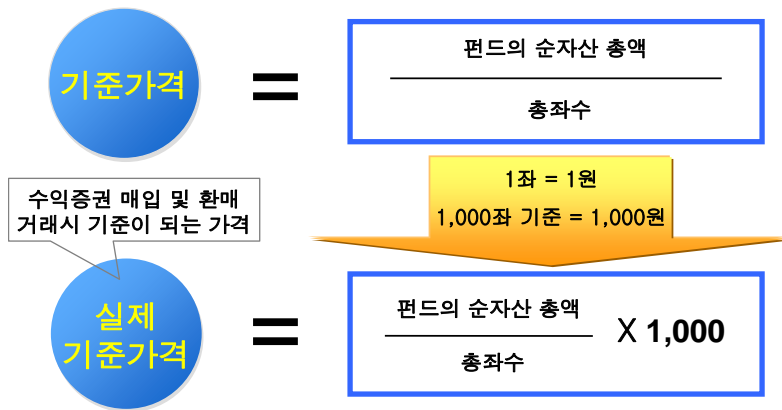 기준가격
=
펀드의 순자산 총액
총좌수
1좌 = 1원
1,000좌 기준 = 1,000원
수익증권 매입 및 환매
거래시 기준이 되는 가격
실제
기준가격
=
펀드의 순자산 총액
총좌수
X 1,000